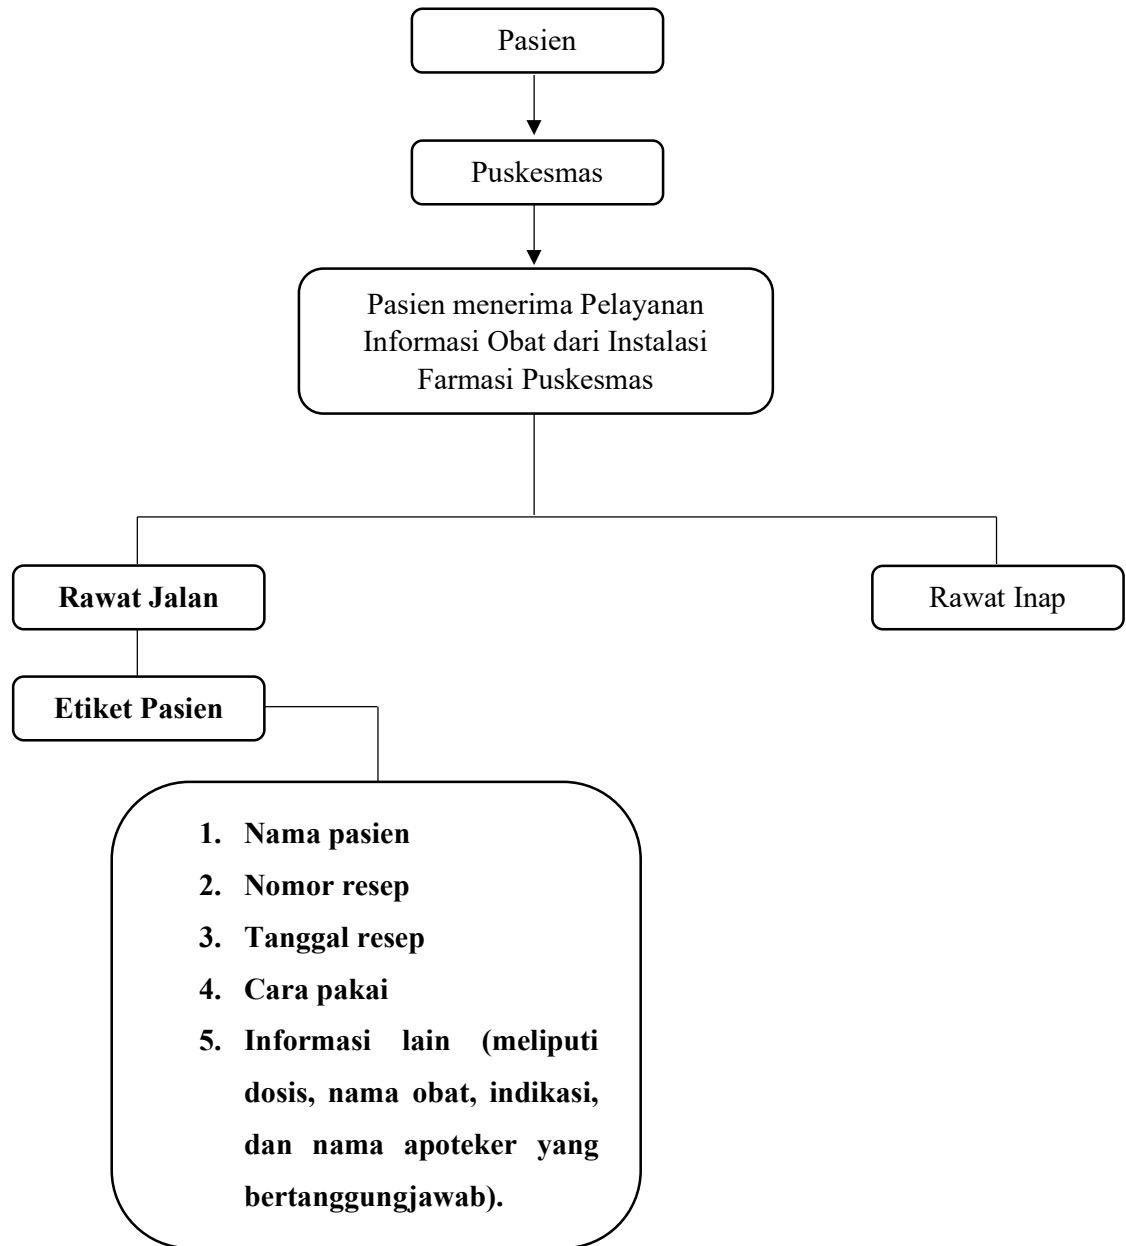 Pasien
Puskesmas
Pasien menerima Pelayanan
Informasi Obat dari Instalasi
Farmasi Puskesmas
Rawat Jalan
Rawat Inap
Etiket Pasien
1. Nama pasien
2. Nomor resep
3. Tanggal resep
4. Cara pakai
5. Informasi lain (meliputi
dosis, nama obat, indikasi,
dan nama apoteker yang
bertanggungjawab).